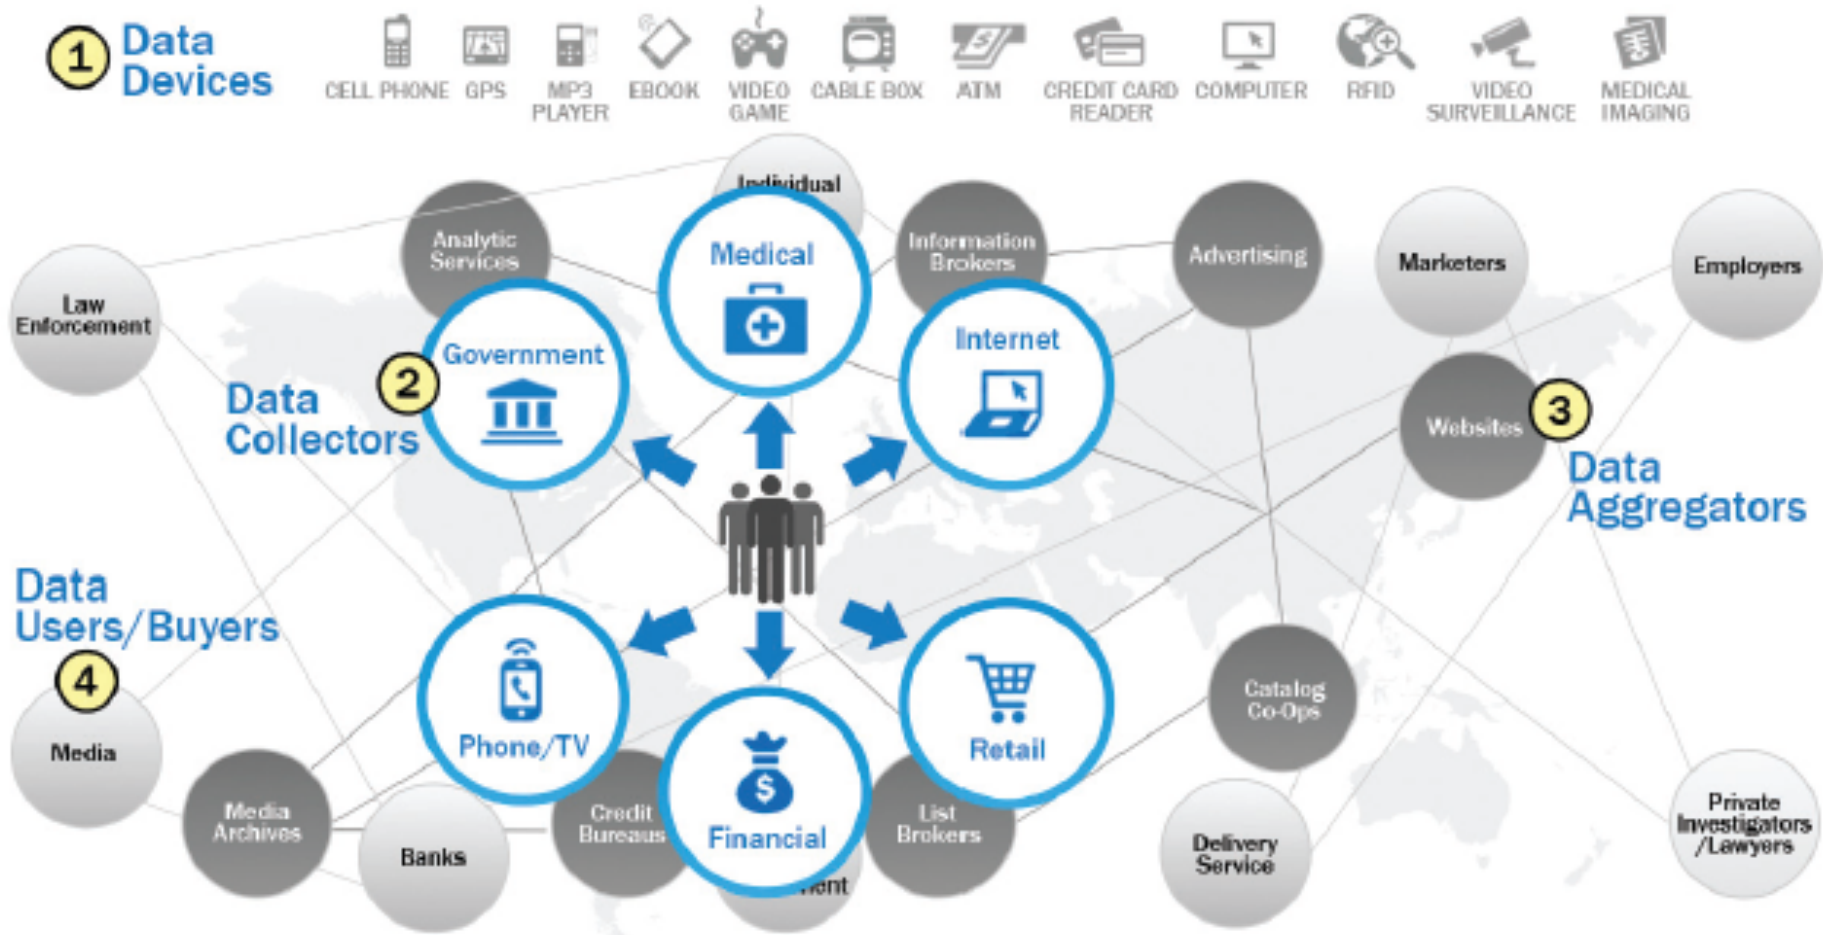 1 Data
Devices
CELL PHONE
GPS
MP3
PLAYER
EBOOK
VIDEO
GAME
CABLE BOX
ATM
CREDIT CARD
READER
COMPUTER
RFID
VIDEO
SURVEILLANCE
MEDICAL
IMAGING
Individual
Analytic
Services
Medical
Information
Brokers
Advertising
Marketers
Employers
Law
Enforcement
Government
Internet
2
Data
Collectors
Websites
3
Data
Aggregators
Data
Users/Buyers
4
Media
Phone/TV
Retail
Catalog
Co-Ops
Media
Archives
Banks
Credit
Bureaus
$
Financial
List
Brokers
Delivery
Service
Private
Investigators
/Lawyers